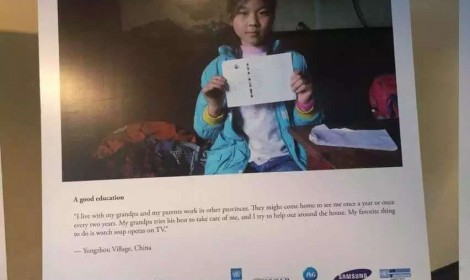 A good education
"I live with my grandpa and my parents work in other provinces. They might come home to see me once a year or once
every two years. My grandpa tries his best to take care of me, and I try to help out around the house. My favorite thing
to do is watch soap operas on TV."
— Yongzhou Village, China
P&G
SAMSUNG